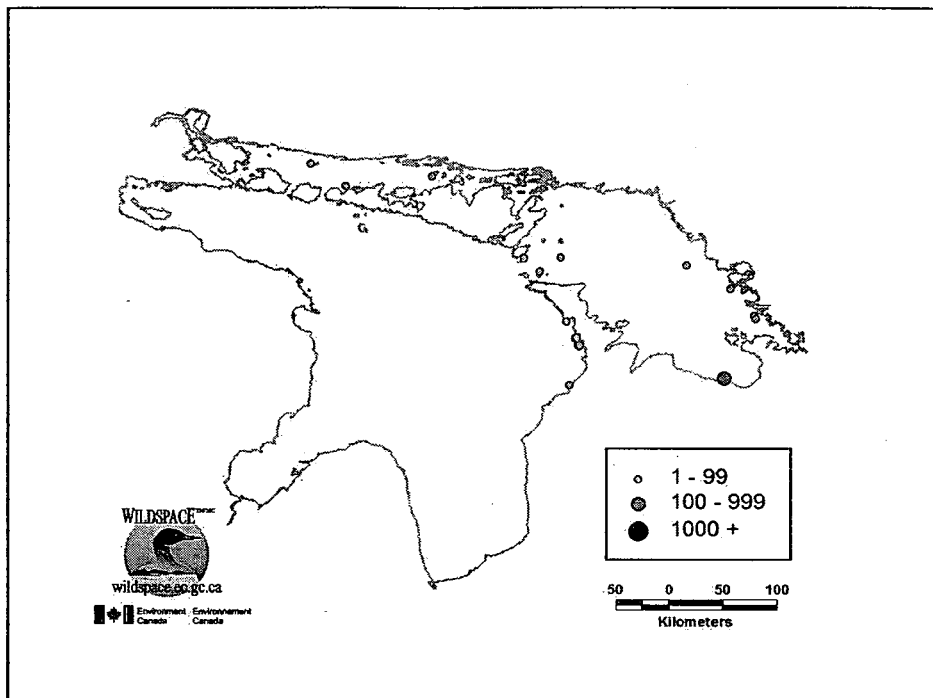 1 - 99
100 - 999
1000 +
WILDSPACE
wildspace.ec.gc.ca
Environment Environnement
Canada Canada
50 0 50 100
Kilometers